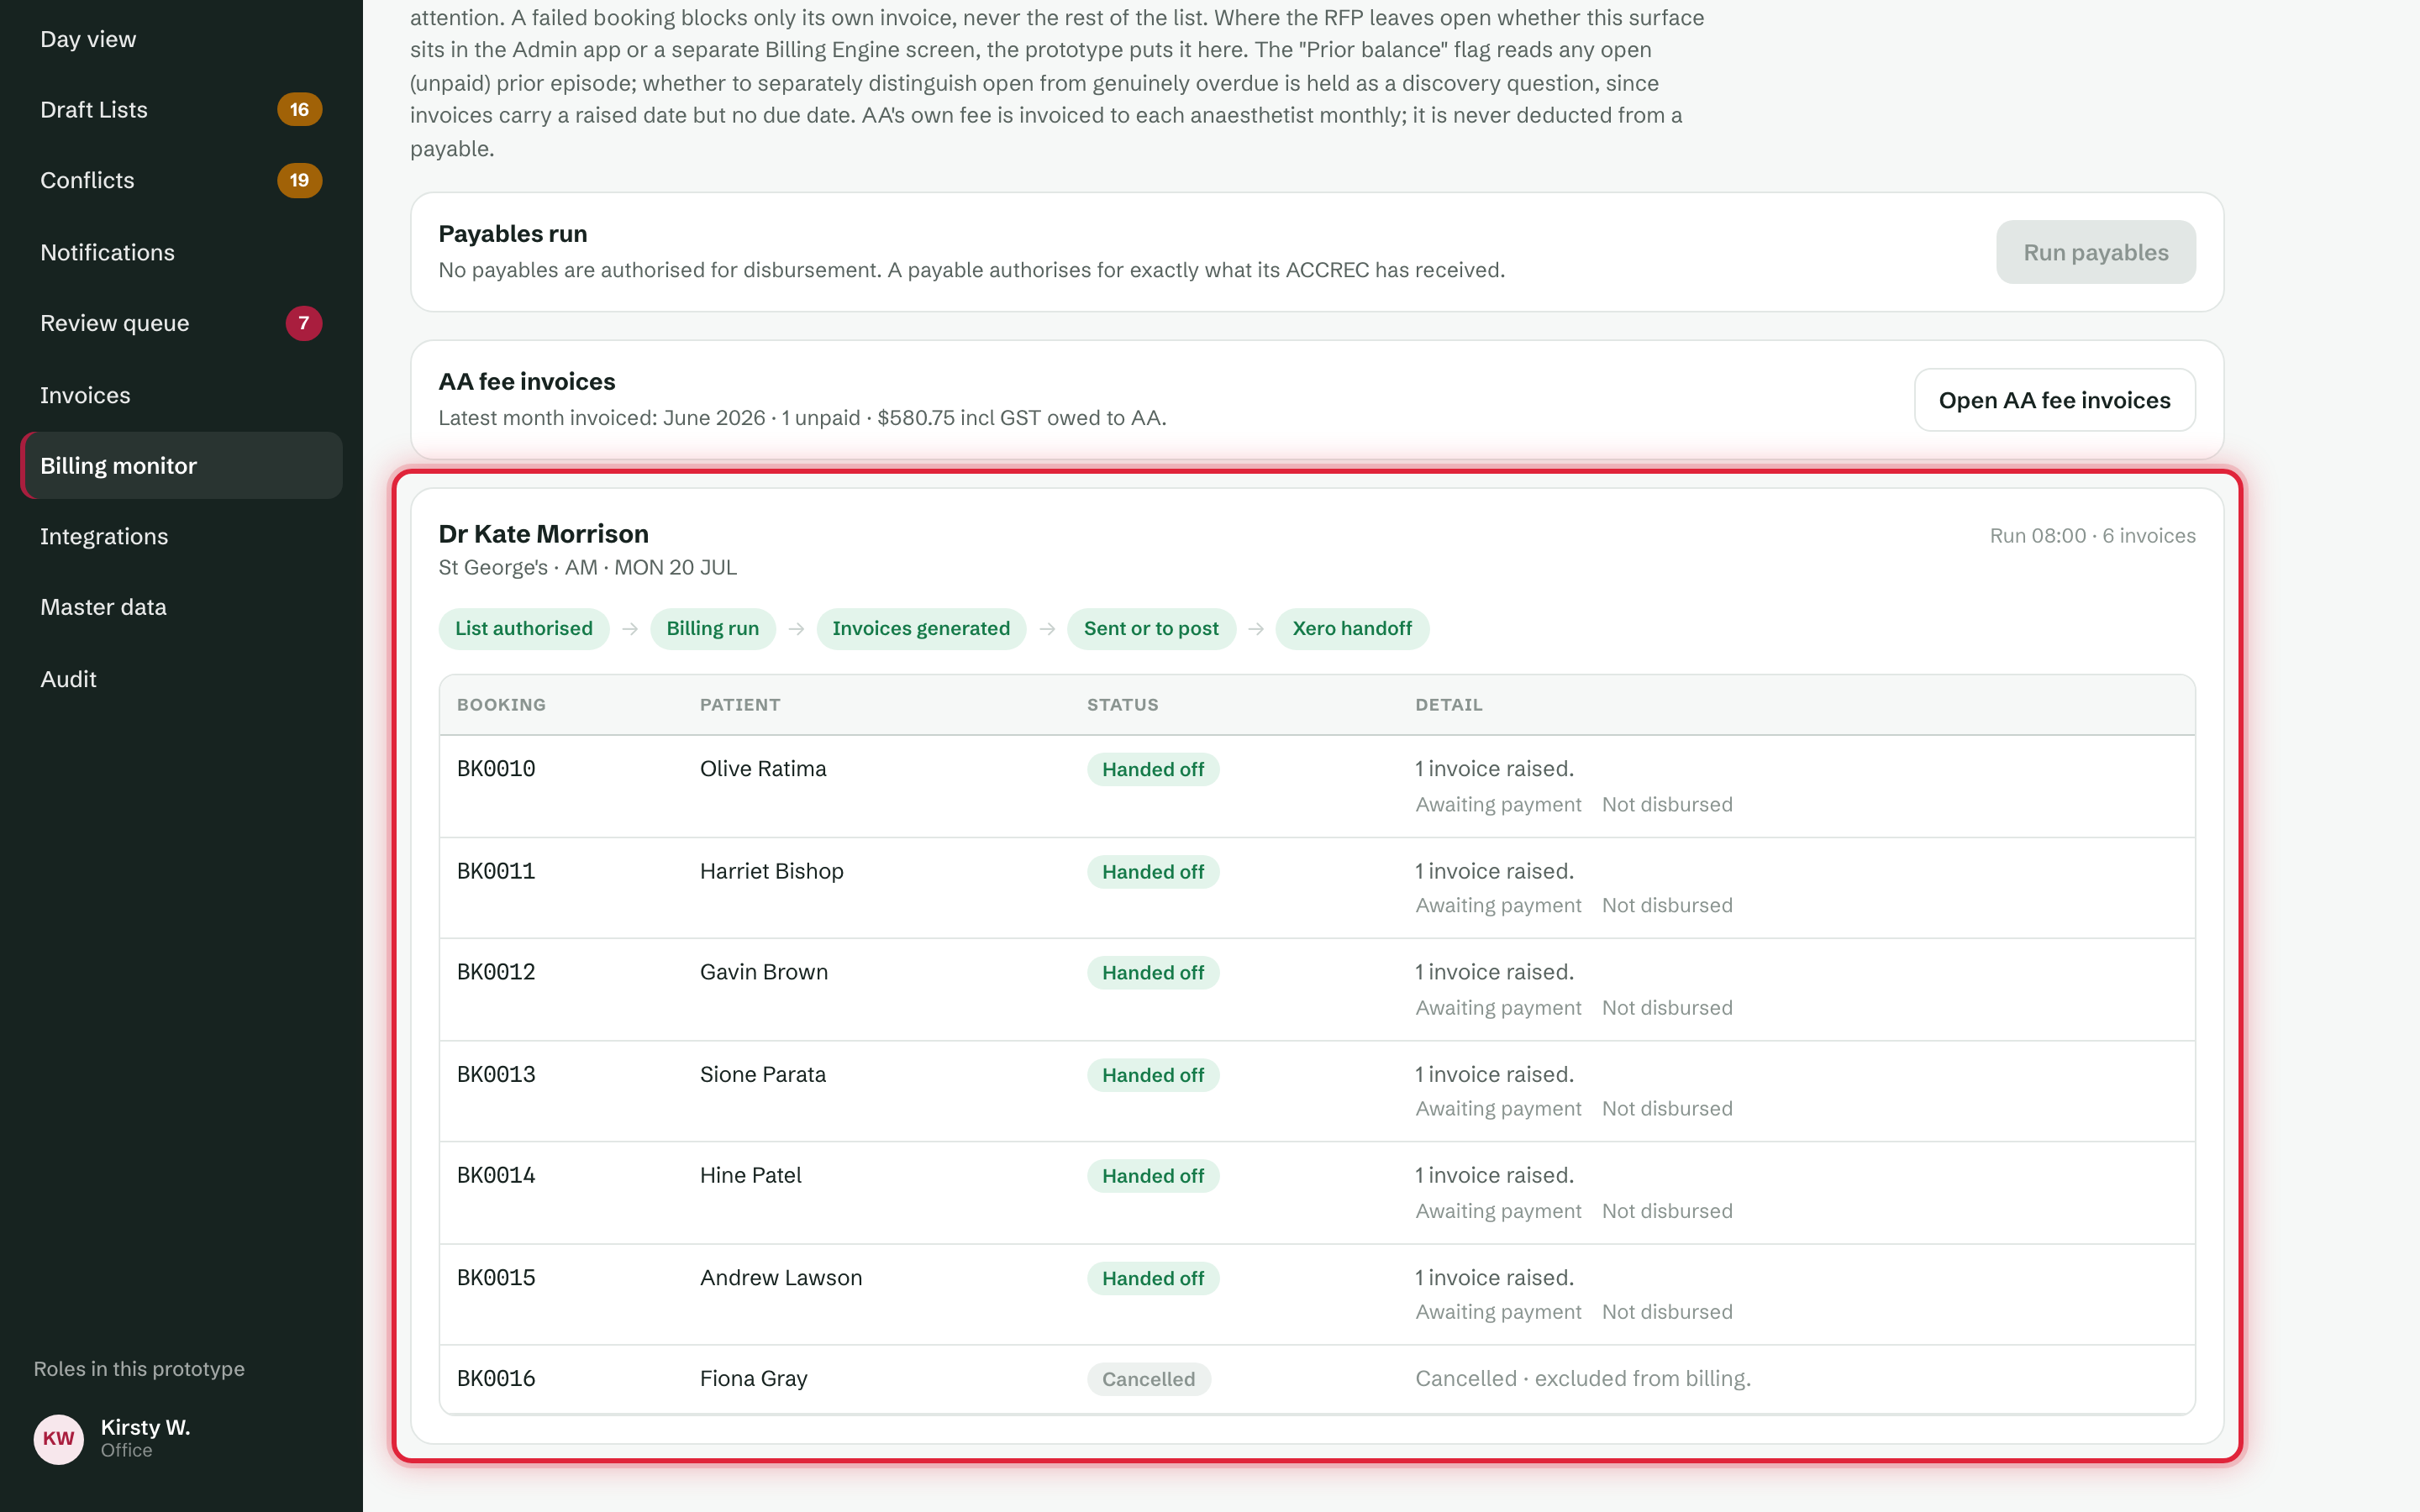 Day view
Draft Lists 16
Conflicts 19
Notifications
Review queue 7
Invoices
Billing monitor
Integrations
Master data
Audit
Roles in this prototype
KW
Kirsty W.
Office
attention. A failed booking blocks only its own invoice, never the rest of the list. Where the RFP leaves open whether this surface
sits in the Admin app or a separate Billing Engine screen, the prototype puts it here. The "Prior balance" flag reads any open
(unpaid) prior episode; whether to separately distinguish open from genuinely overdue is held as a discovery question, since
invoices carry a raised date but no due date. AA's own fee is invoiced to each anaesthetist monthly; it is never deducted from a
payable.
Payables run
No payables are authorised for disbursement. A payable authorises for exactly what its ACCREC has received.
Run payables
AA fee invoices
Latest month invoiced: June 2026 · 1 unpaid · $580.75 incl GST owed to AA.
Open AA fee invoices
Dr Kate Morrison
Run 08:00 · 6 invoices
St George's · AM · MON 20 JUL
List authorised → Billing run → Invoices generated → Sent or to post → Xero handoff
BOOKING PATIENT STATUS DETAIL
BK0010 Olive Ratima Handed off 1 invoice raised.
Awaiting payment Not disbursed
BK0011 Harriet Bishop Handed off 1 invoice raised.
Awaiting payment Not disbursed
BK0012 Gavin Brown Handed off 1 invoice raised.
Awaiting payment Not disbursed
BK0013 Sione Parata Handed off 1 invoice raised.
Awaiting payment Not disbursed
BK0014 Hine Patel Handed off 1 invoice raised.
Awaiting payment Not disbursed
BK0015 Andrew Lawson Handed off 1 invoice raised.
Awaiting payment Not disbursed
BK0016 Fiona Gray Cancelled Cancelled · excluded from billing.